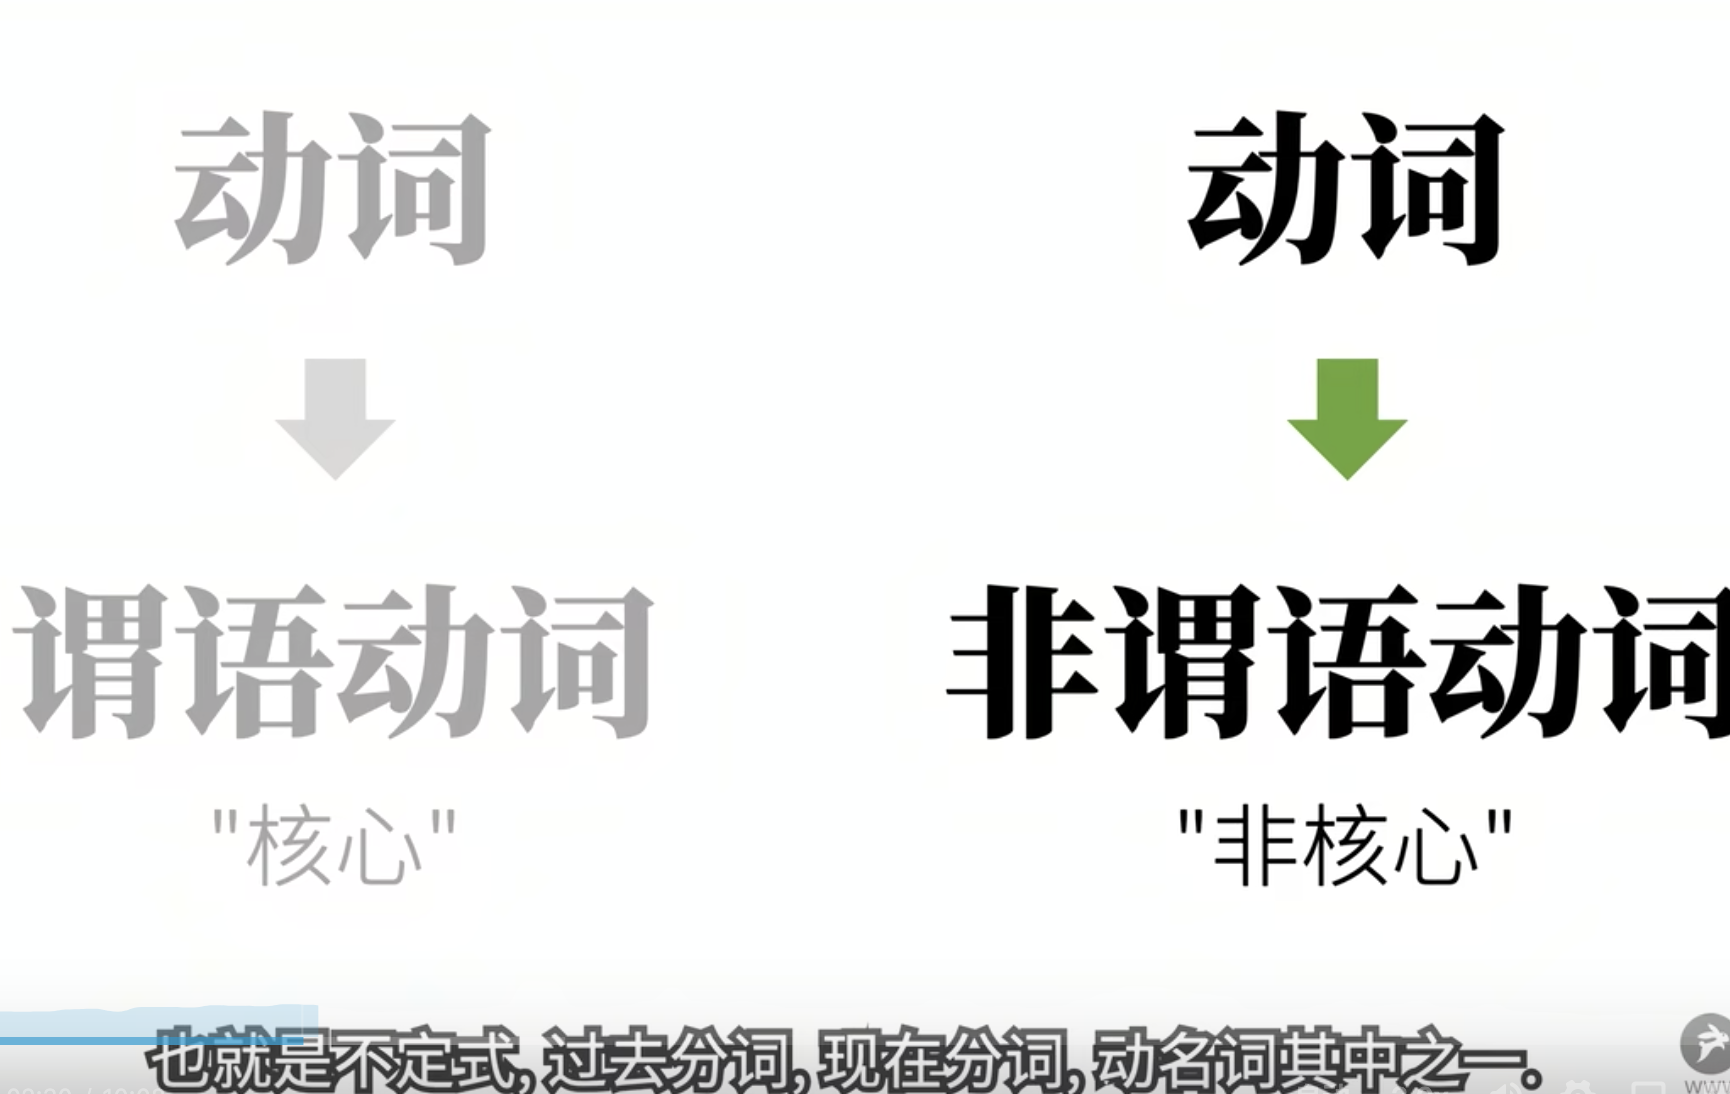 动词
动词
谓语动词
非谓语动词
"核心"
"非核心"
也就是不定式, 过去分词, 现在分词, 动名词其中之一。
www